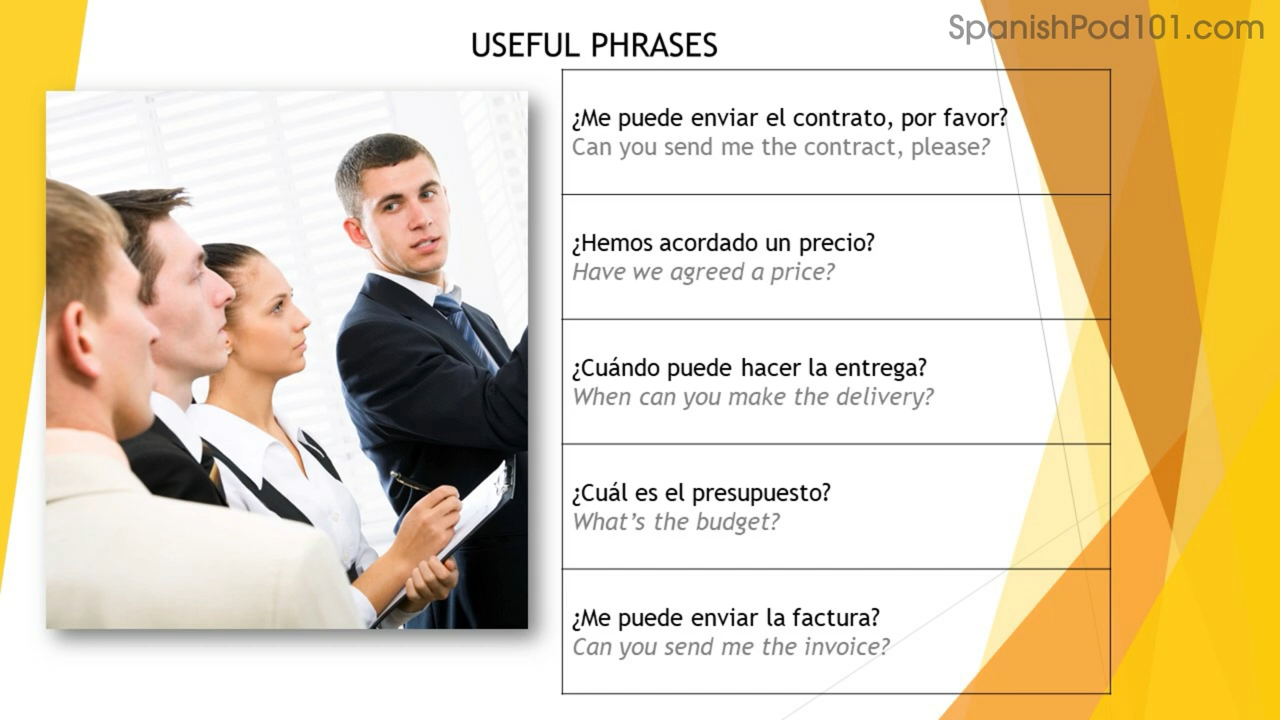 SpanishPod101.com
USEFUL PHRASES
¿Me puede enviar el contrato, por favor?
Can you send me the contract, please?
¿Hemos acordado un precio?
Have we agreed a price?
¿Cuándo puede hacer la entrega?
When can you make the delivery?
¿Cuál es el presupuesto?
What’s the budget?
¿Me puede enviar la factura?
Can you send me the invoice?